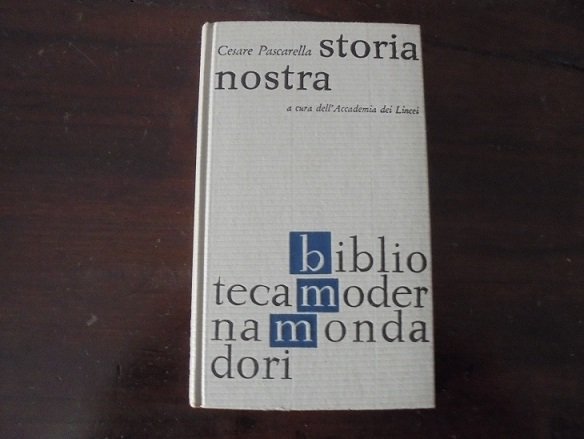 Cesare Pascarella storia
nostra
a cura dell'Accademia dei Lincei
biblio
tecamoder
namonda
dori